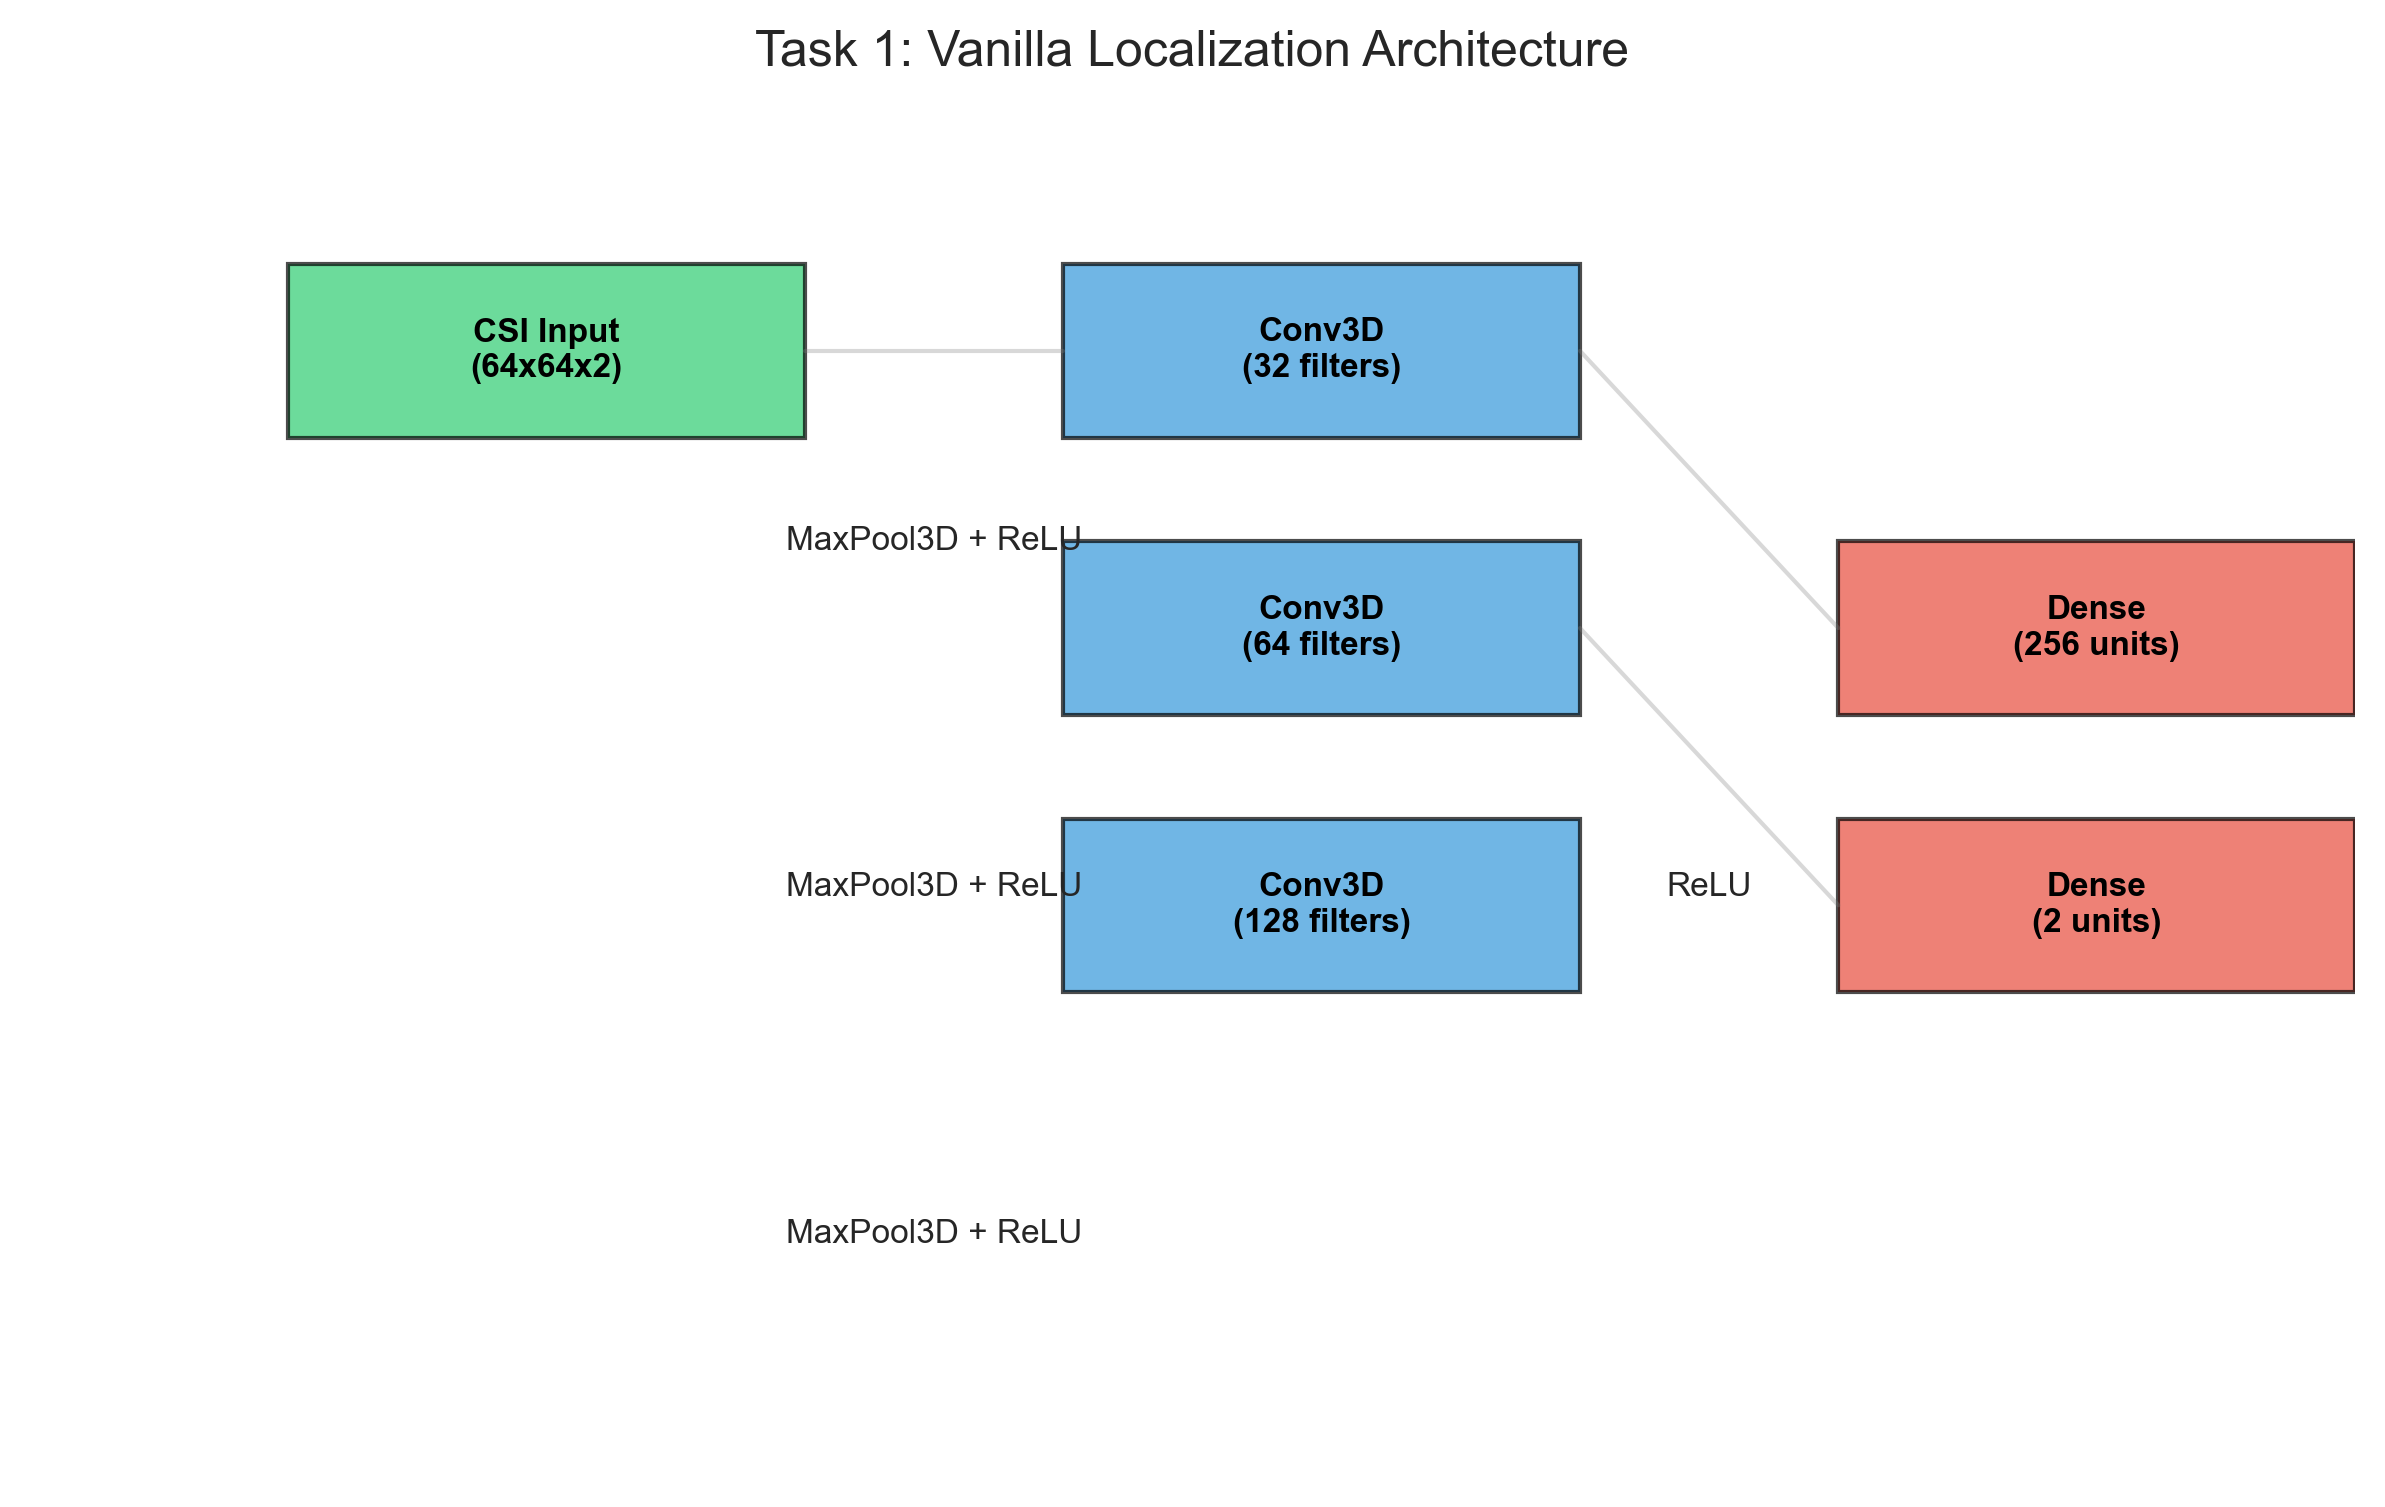 Task 1: Vanilla Localization Architecture
CSI Input
(64x64x2)
Conv3D
(32 filters)
MaxPool3D + ReLU
Conv3D
(64 filters)
Dense
(256 units)
MaxPool3D + ReLU
Conv3D
(128 filters)
ReLU
Dense
(2 units)
MaxPool3D + ReLU